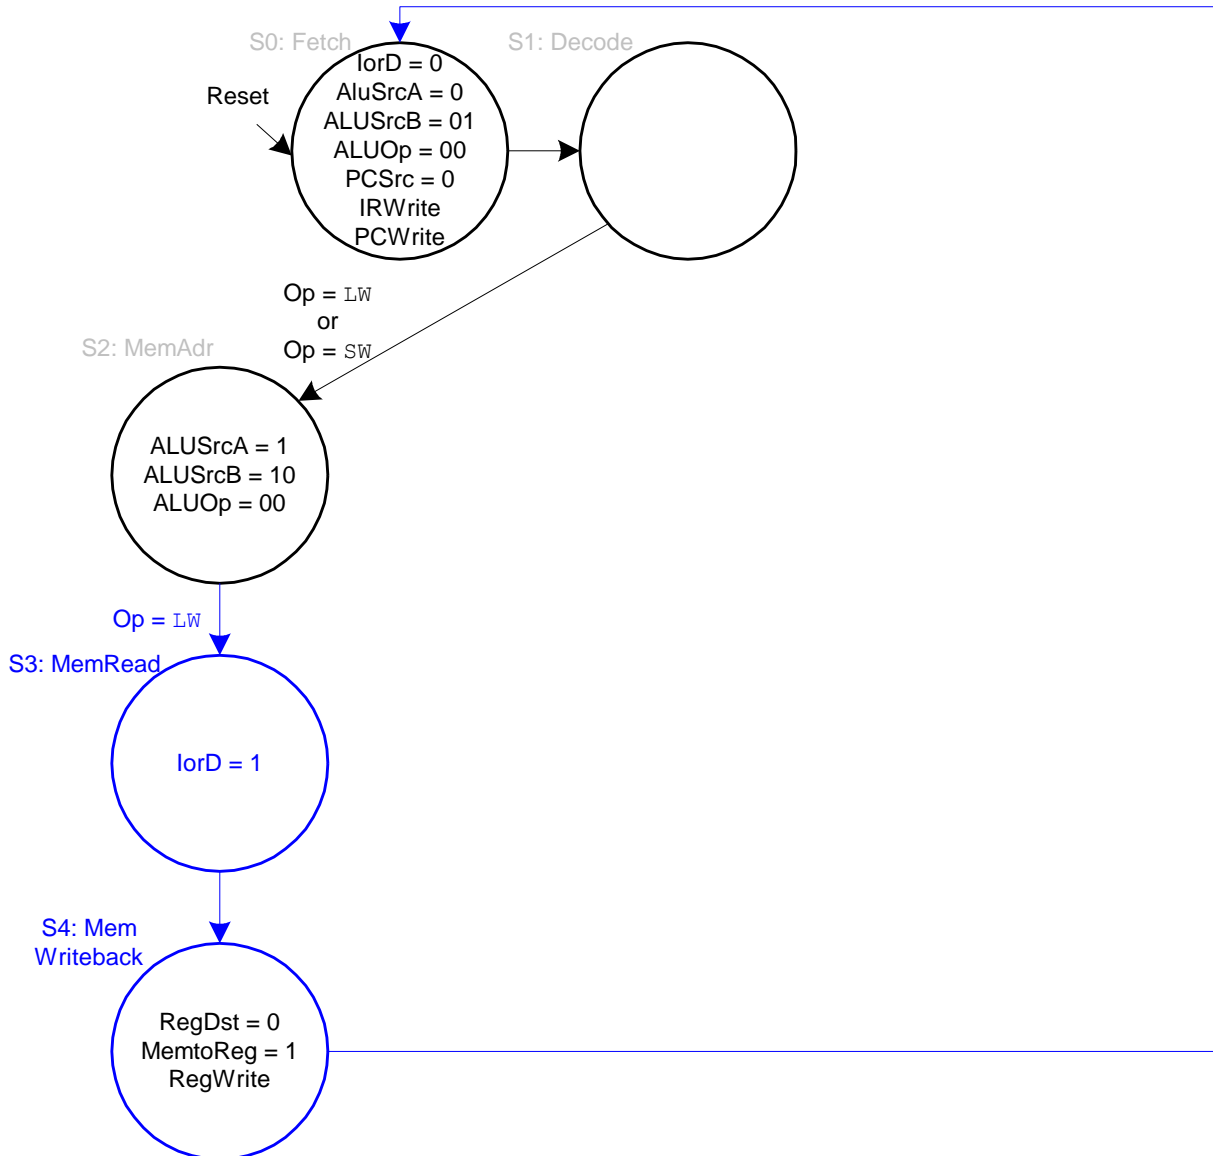 S0: Fetch
S1: Decode
Reset
IorD = 0
AluSrcA = 0
ALUSrcB = 01
ALUOp = 00
PCSrc = 0
IRWrite
PCWrite
Op = LW
or
Op = SW
S2: MemAdr
ALUSrcA = 1
ALUSrcB = 10
ALUOp = 00
Op = LW
S3: MemRead
IorD = 1
S4: Mem
Writeback
RegDst = 0
MemtoReg = 1
RegWrite